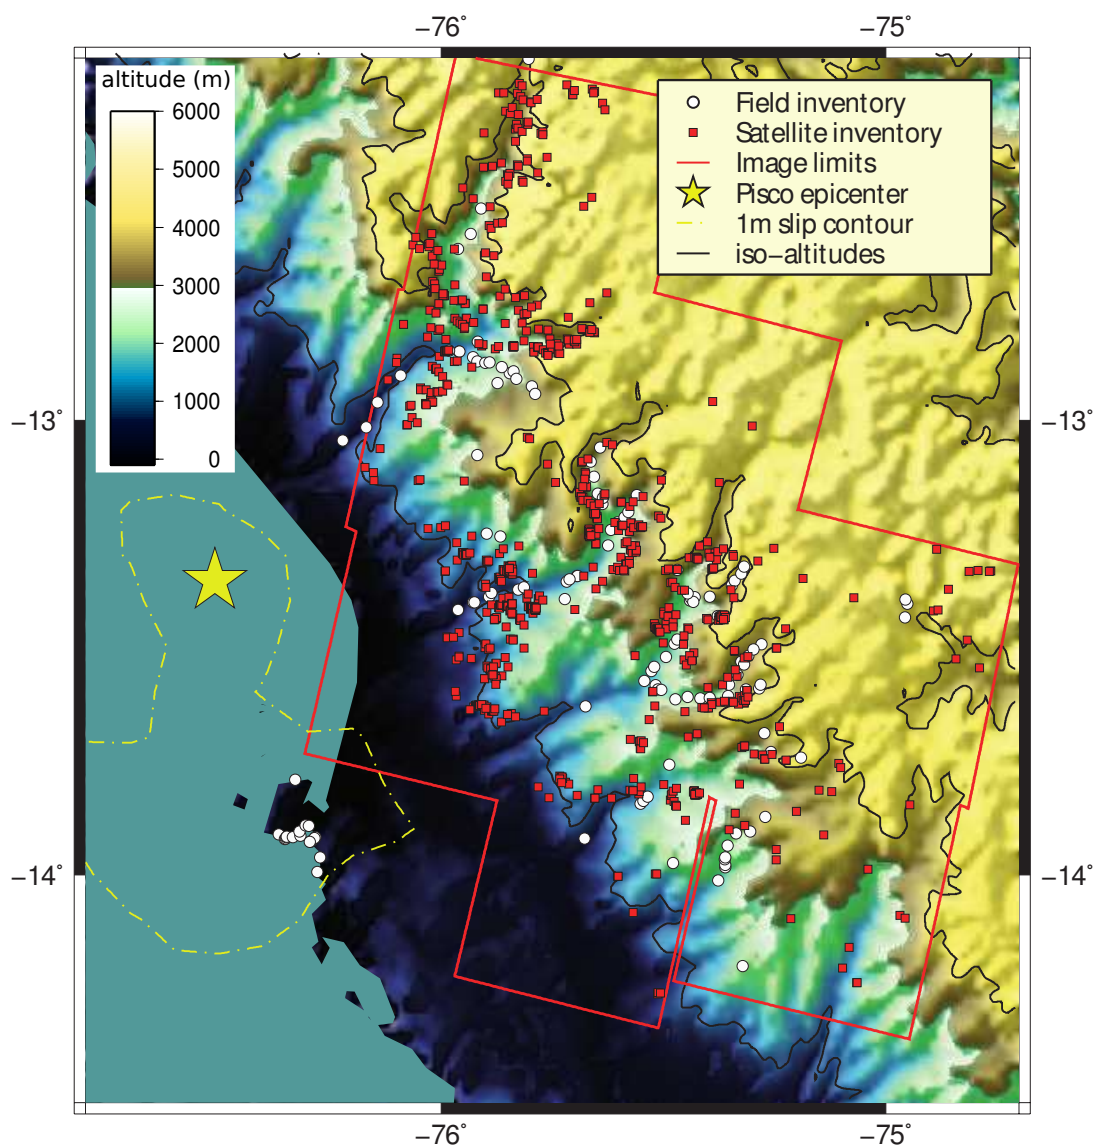 −76° −75°
altitude (m)
6000
5000
4000
3000
2000
1000
0
Field inventory
Satellite inventory
Image limits
Pisco epicenter
1m slip contour
iso−altitudes
−13° −13°
−14° −14°
−76° −75°